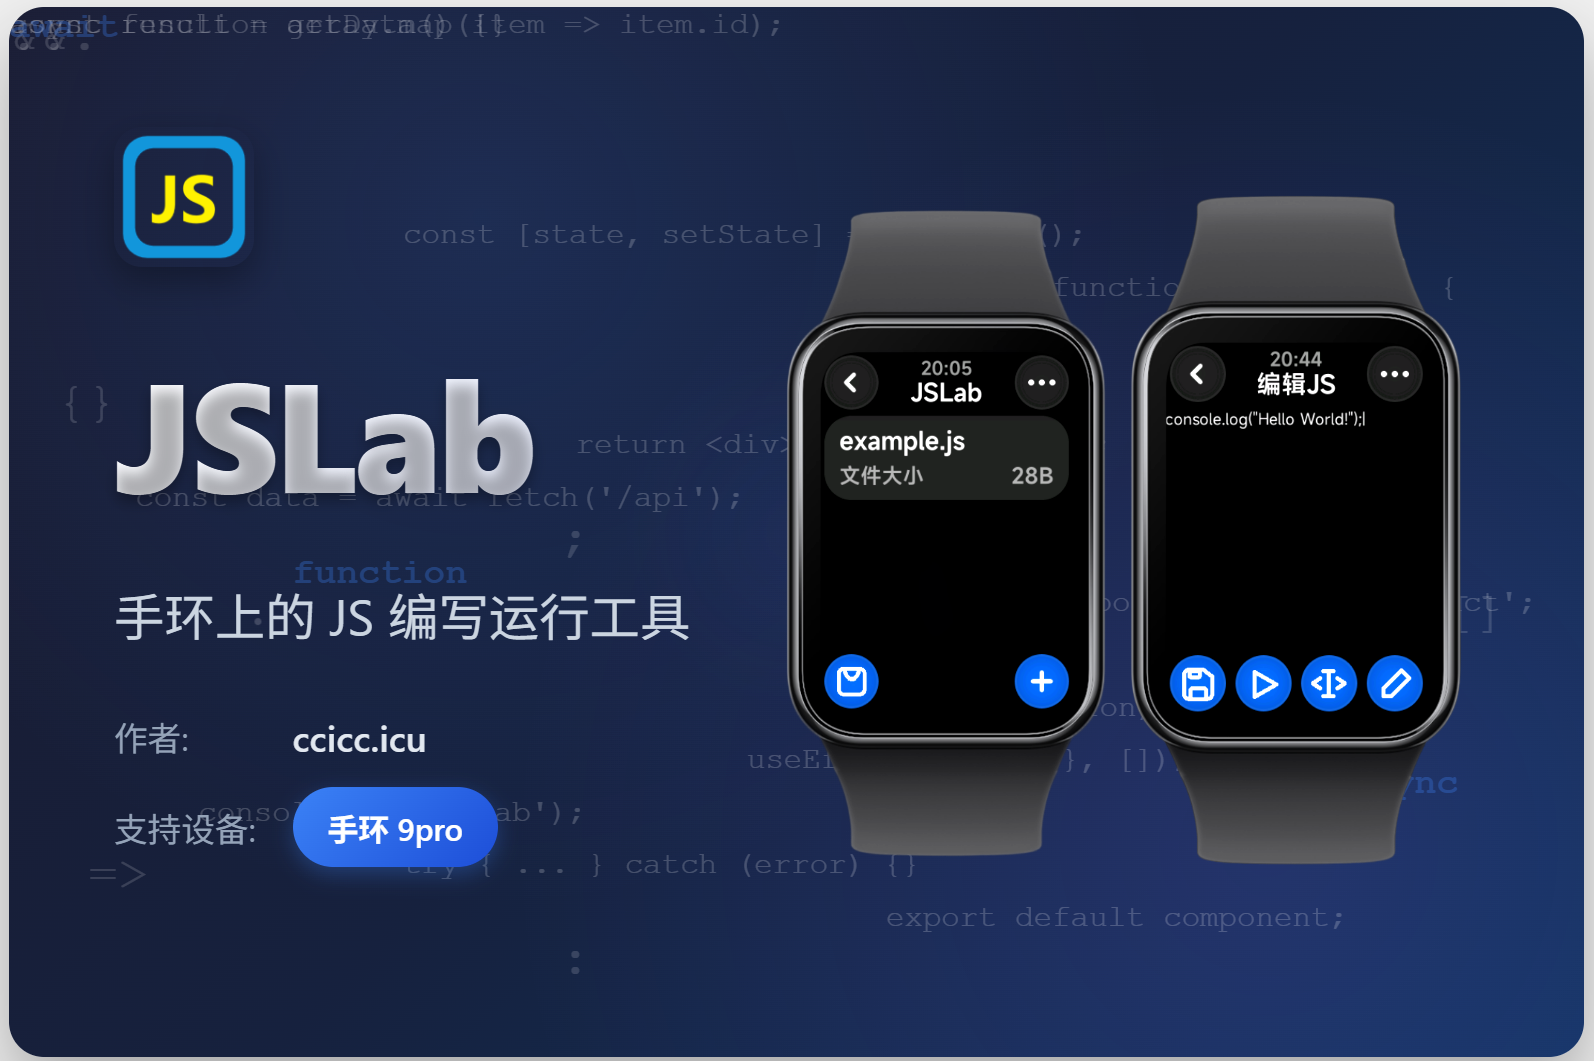 const [state, setState]
();
{
JS
{}
JSLab
return <div>
const data = await fetch('/api');
;
function
手环上的 JS 编写运行工具
作者:
ccicc.icu
支持设备:
手环 9pro
=>
try { ... } catch (error) {}
export default component;
:
20:05
JSLab
example.js
文件大小
28B
20:44
编辑JS
console.log("Hello World!");
}, [])